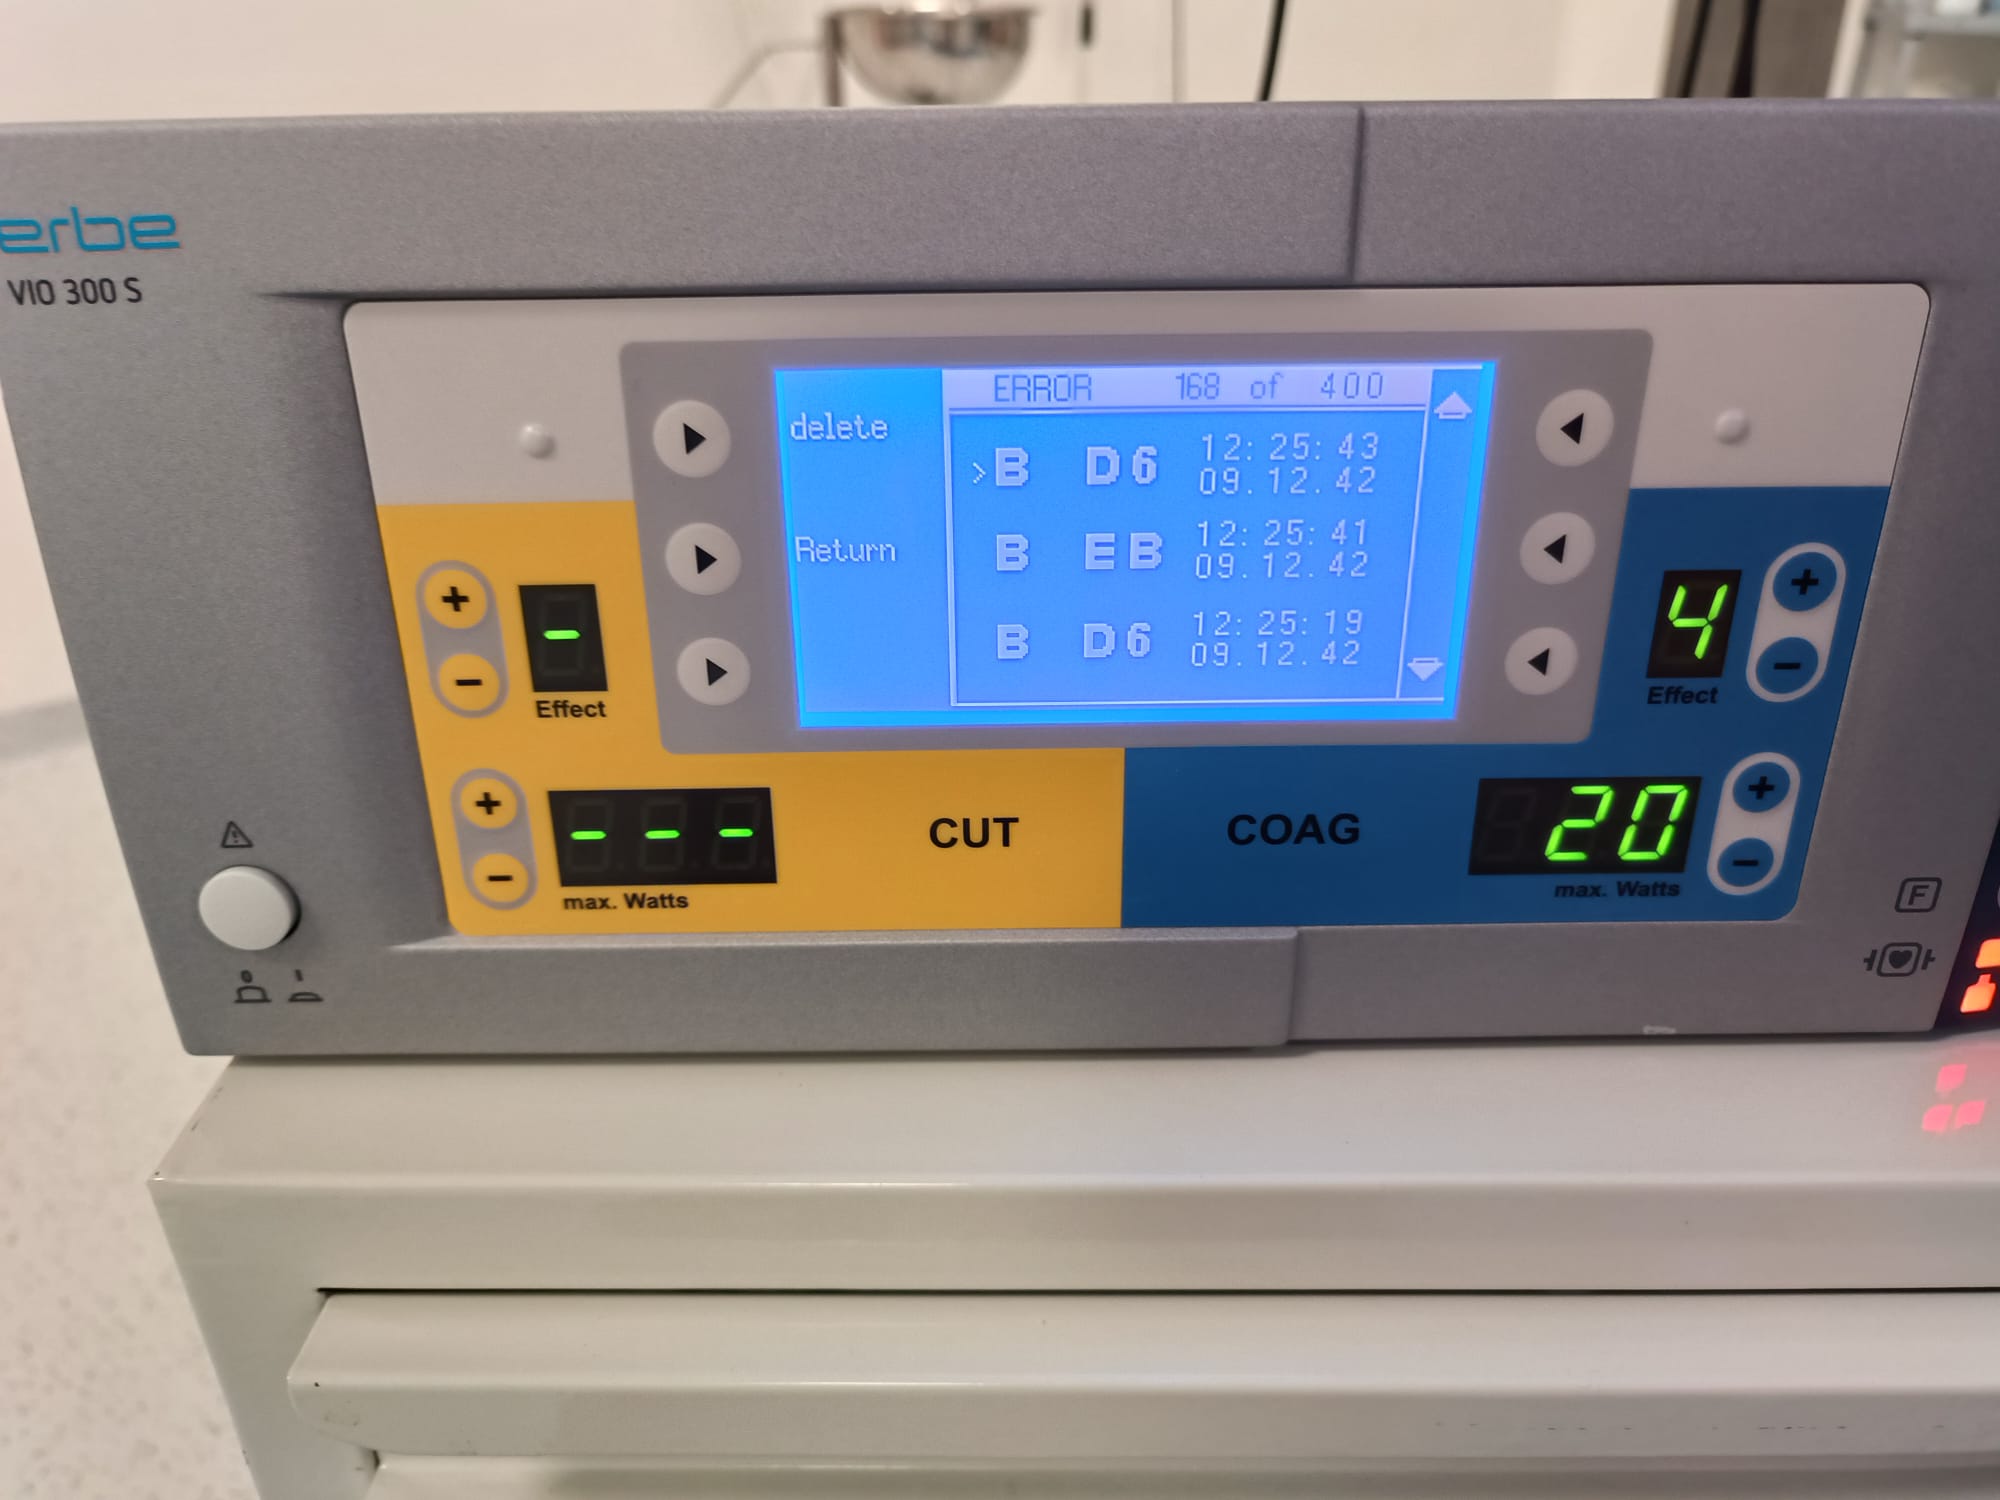 erbe
VIO 300 S
ERROR 168 of 400
delete
>B D6 12:25:43
09.12.42
Return
B EB 12:25:41
09.12.42
B D6 12:25:19
09.12.42
+
-
-
Effect
4
Effect
+
-
+
-
- - -
max. Watts
CUT
COAG
20
max. Watts
+
-
F